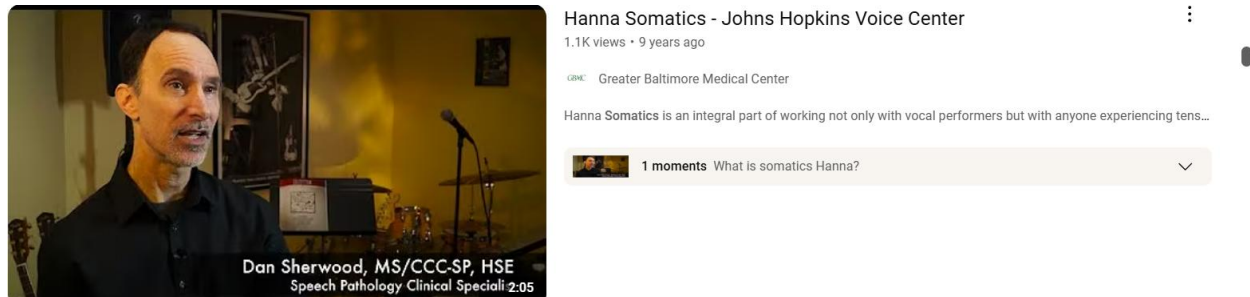 Hanna Somatics - Johns Hopkins Voice Center
1.1K views • 9 years ago
GBMC
Greater Baltimore Medical Center
Hanna Somatics is an integral part of working not only with vocal performers but with anyone experiencing tens...
1 moments What is somatics Hanna?
Dan Sherwood, MS/CCC-SP, HSE
Speech Pathology Clinical Speciali
2:05